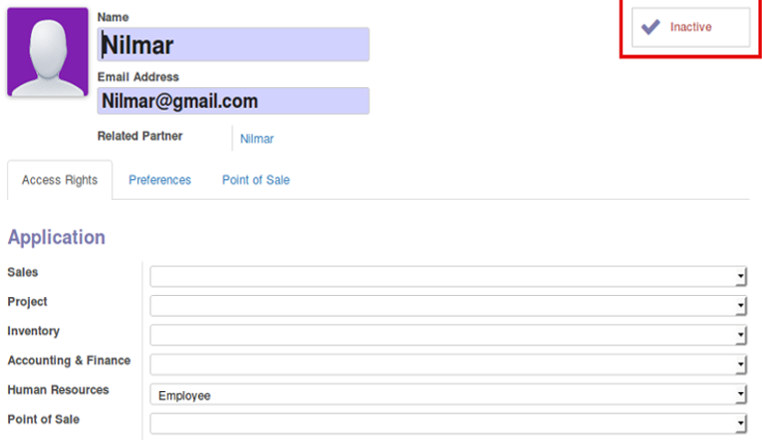 Name
Inactive
Nilmar
Email Address
Nilmar@gmail.com
Related Partner Nilmar
Access Rights Preferences Point of Sale
Application
Sales
Project
Inventory
Accounting & Finance
Human Resources Employee
Point of Sale